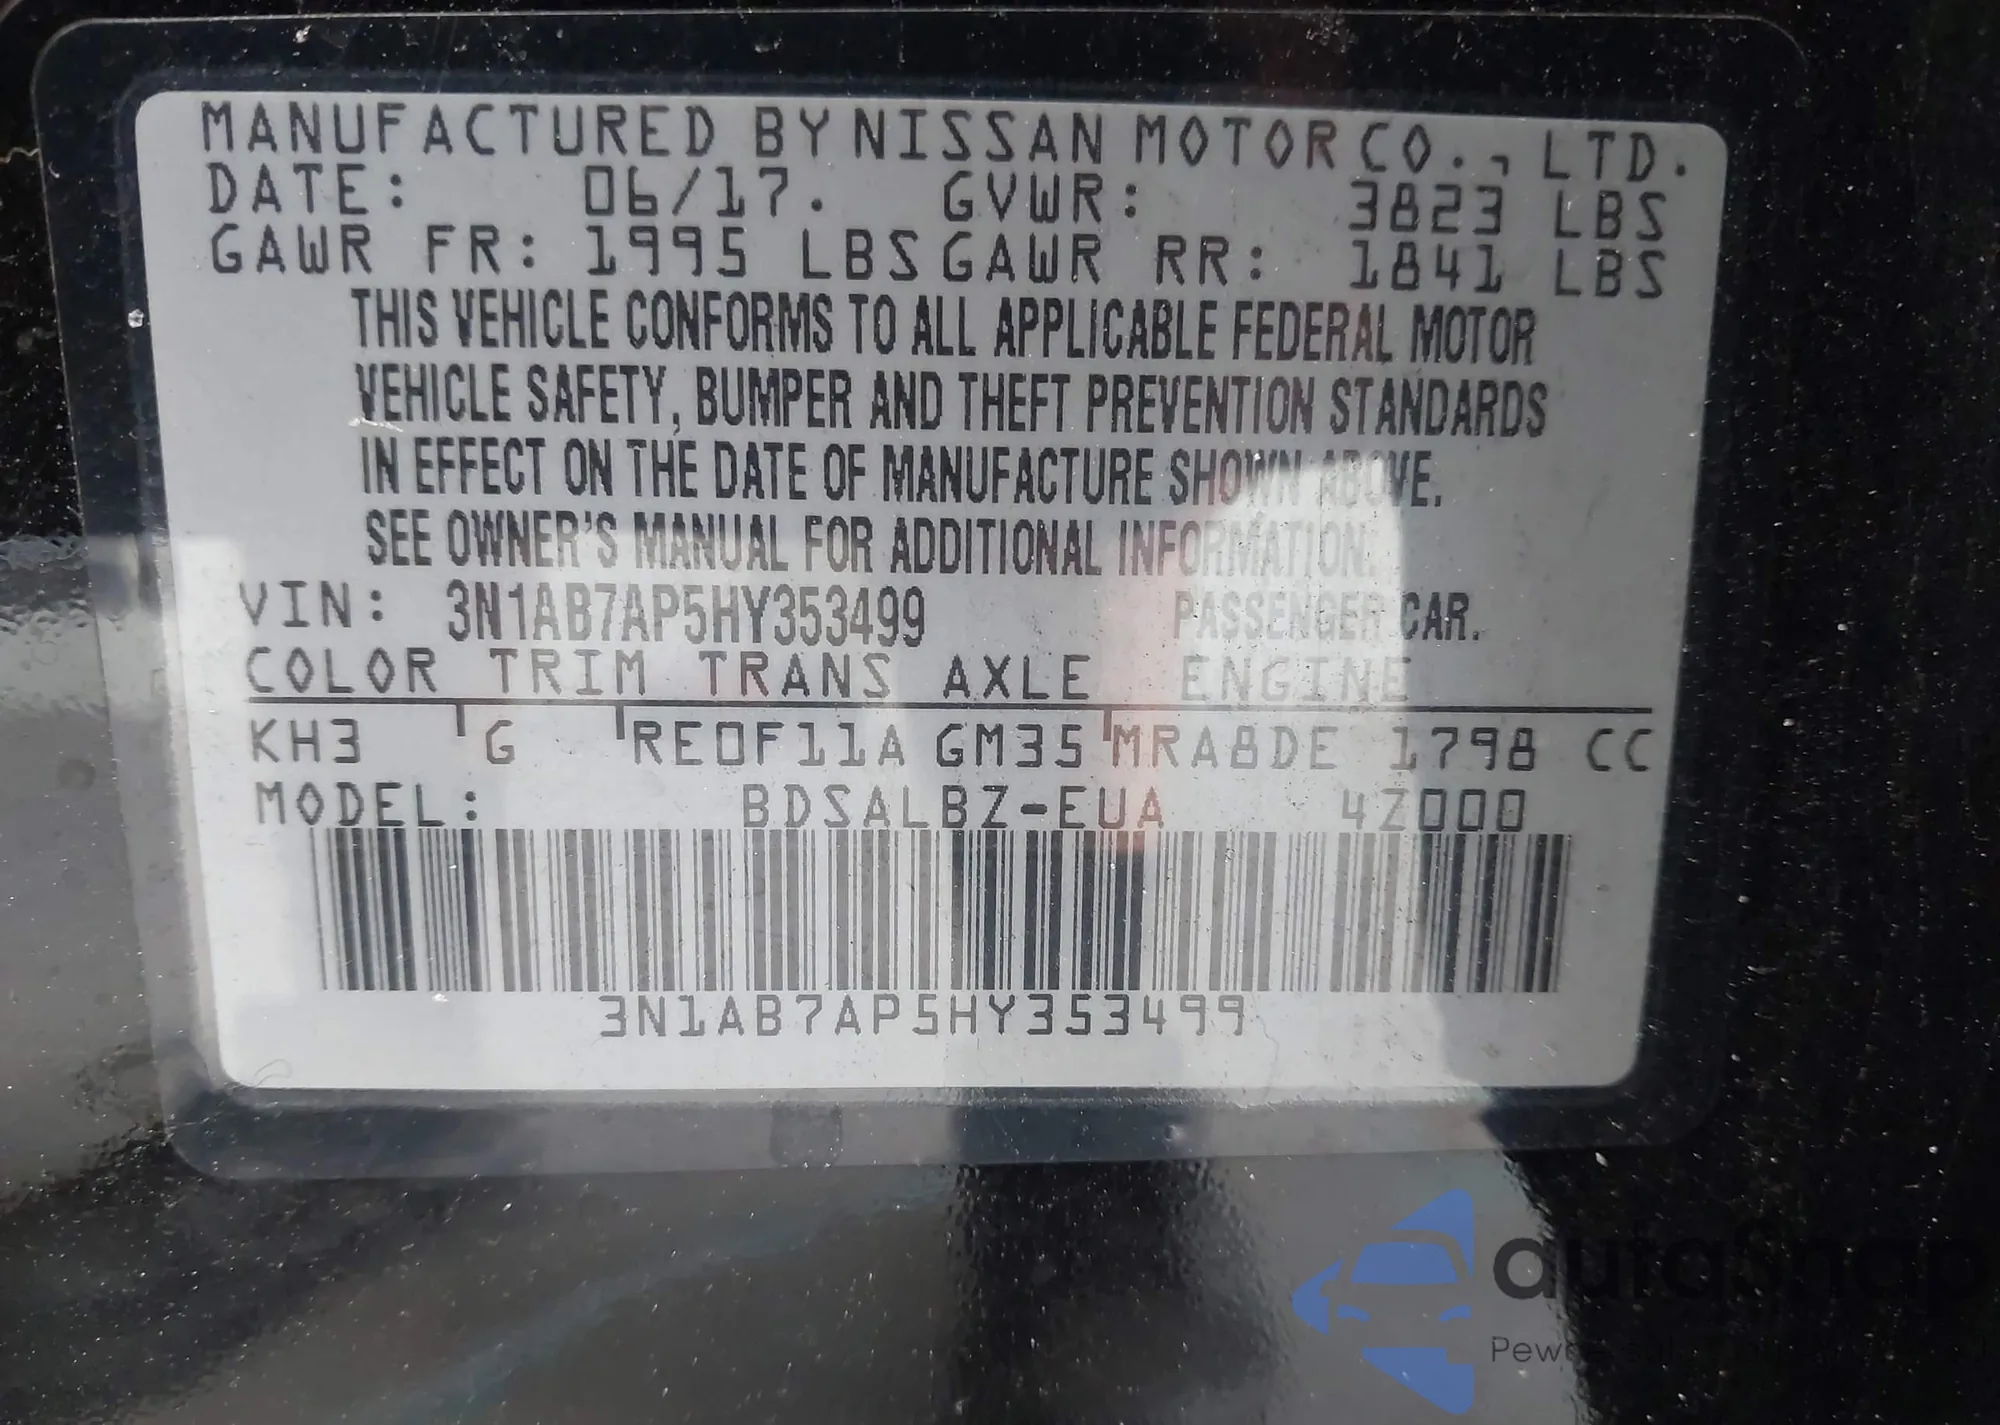 MANUFACTURED BY NISSAN MOTOR CO., LTD.
DATE: 06/17. GVWR: 3823 LBS
GAWR FR: 1995 LBS GAWR RR: 1841 LBS
THIS VEHICLE CONFORMS TO ALL APPLICABLE FEDERAL MOTOR
VEHICLE SAFETY, BUMPER AND THEFT PREVENTION STANDARDS
IN EFFECT ON THE DATE OF MANUFACTURE SHOWN ABOVE.
SEE OWNER'S MANUAL FOR ADDITIONAL INFORMATION.
VIN: 3N1AB7AP5HY353499 PASSENGER CAR.
COLOR TRIM TRANS AXLE ENGINE
KH3 G RE0F11A GM35 MRA8DE 1798 CC
MODEL: BDSALBZ-EUA 4Z000
3N1AB7AP5HY353499
autosnap